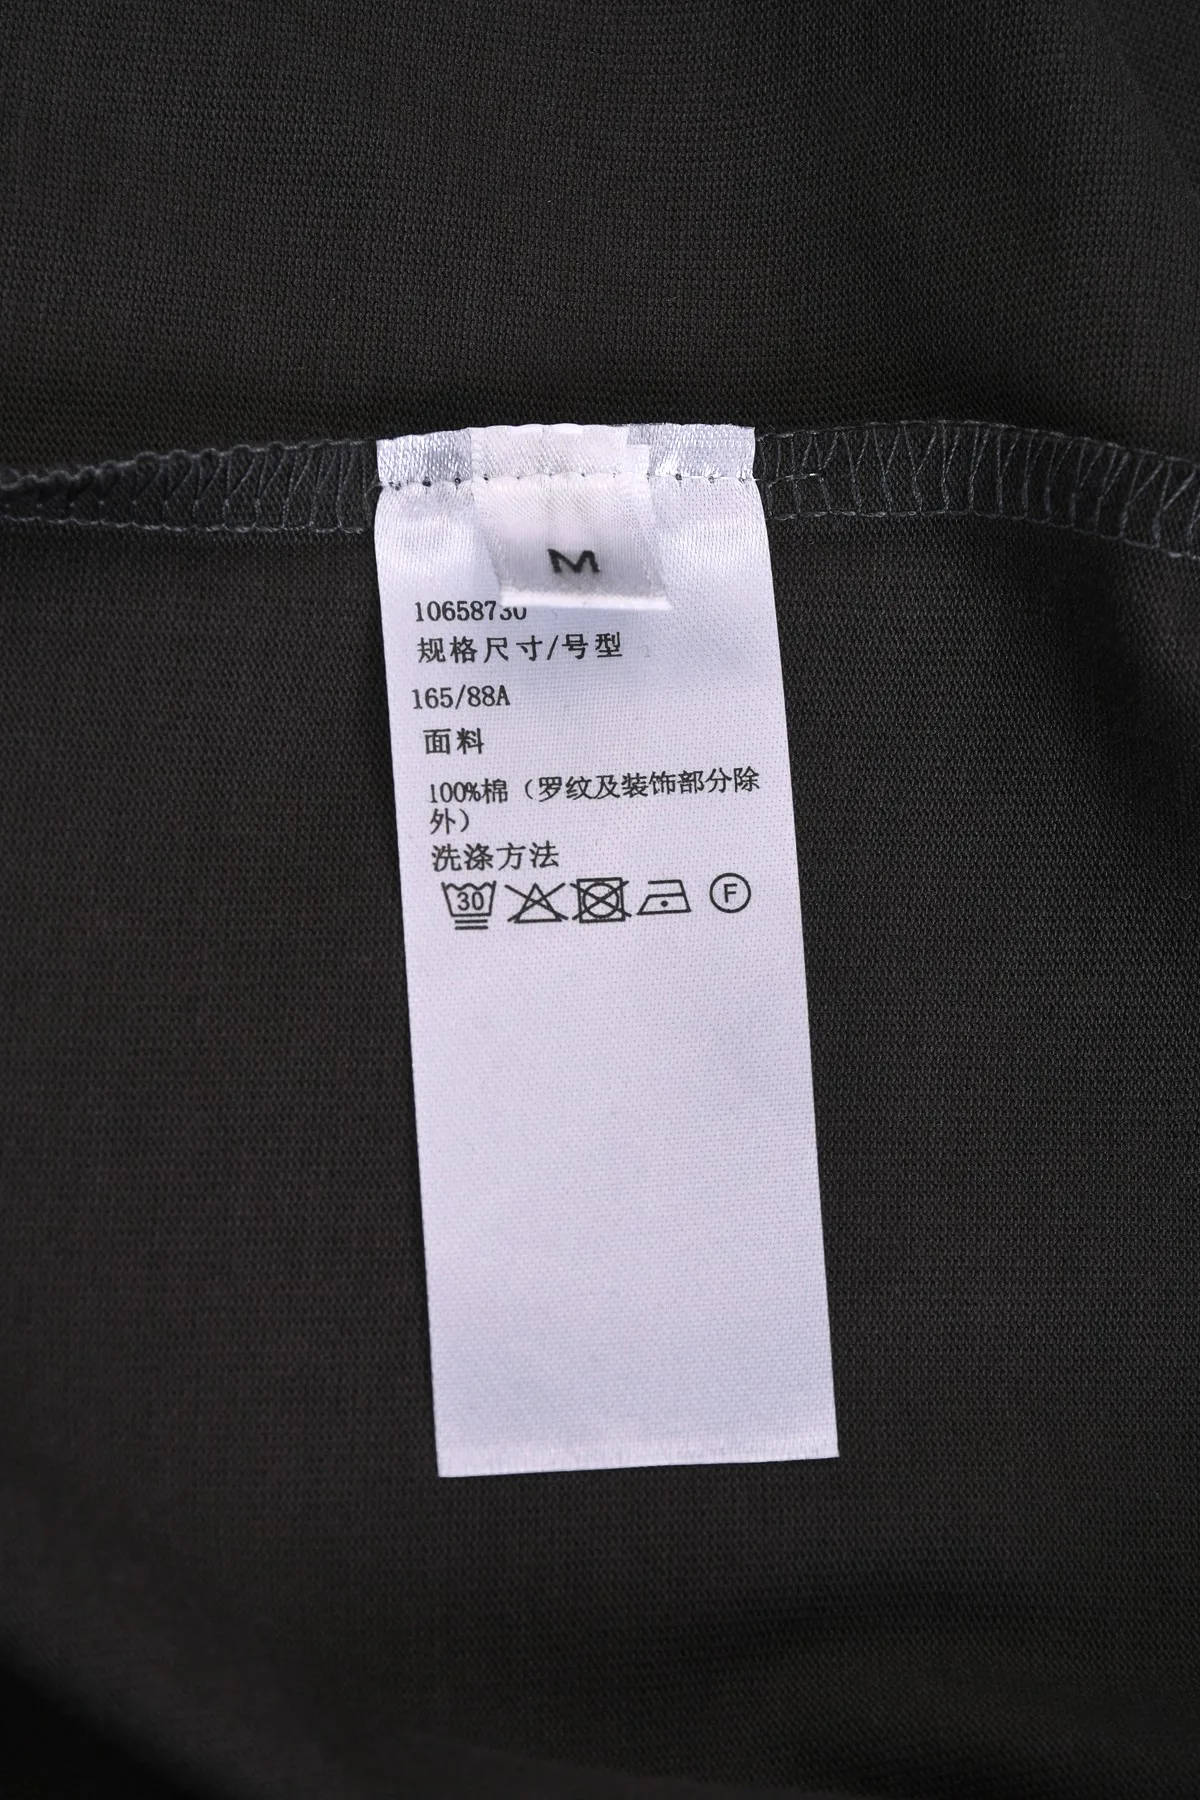 M
10658730
规格尺寸/号型
165/88A
面料
100%棉（罗纹及装饰部分除
外）
洗涤方法
30 F